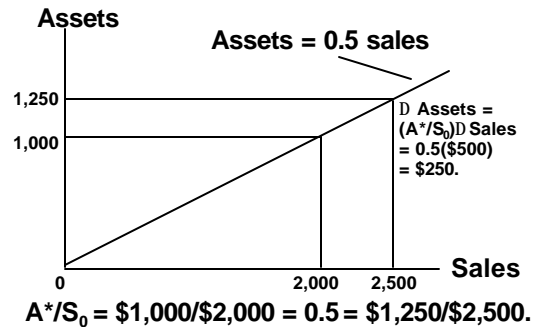 Assets
Assets = 0.5 sales
1,250
D Assets =
(A*/S0)D Sales
= 0.5($500)
= $250.
1,000
Sales
0
2,000
2,500
A*/S0 = $1,000/$2,000 = 0.5 = $1,250/$2,500.